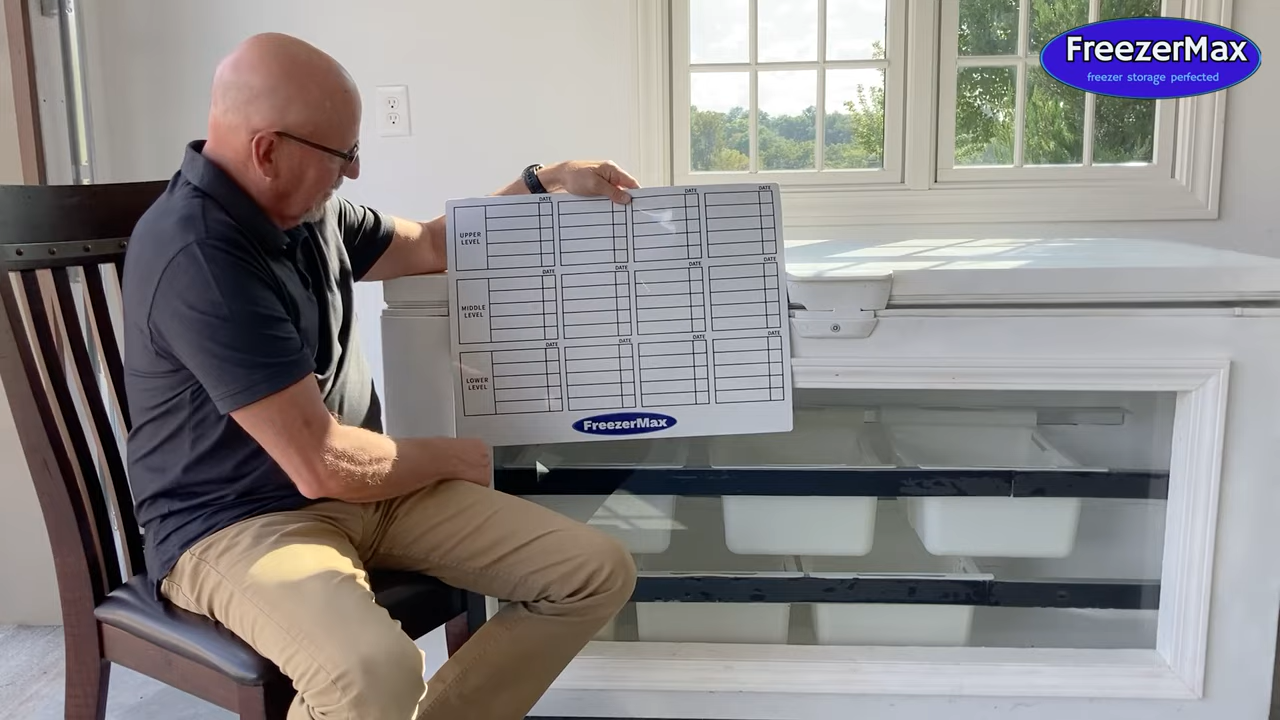 FreezerMax
freezer storage perfected
DATE DATE DATE DATE
UPPER
LEVEL
DATE DATE DATE DATE
MIDDLE
LEVEL
DATE DATE DATE DATE
LOWER
LEVEL
FreezerMax